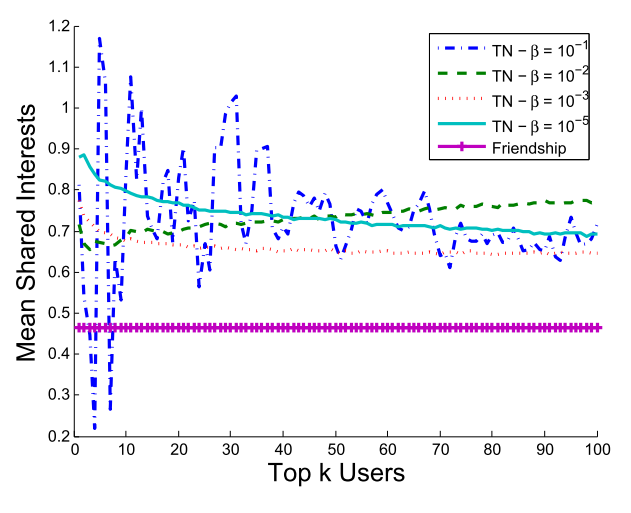 1.2
1.1
1
0.9
0.8
0.7
0.6
0.5
0.4
0.3
0.2
Mean Shared Interests
0 10 20 30 40 50 60 70 80 90 100
Top k Users
TN − β = 10⁻¹
TN − β = 10⁻²
TN − β = 10⁻³
TN − β = 10⁻⁵
Friendship